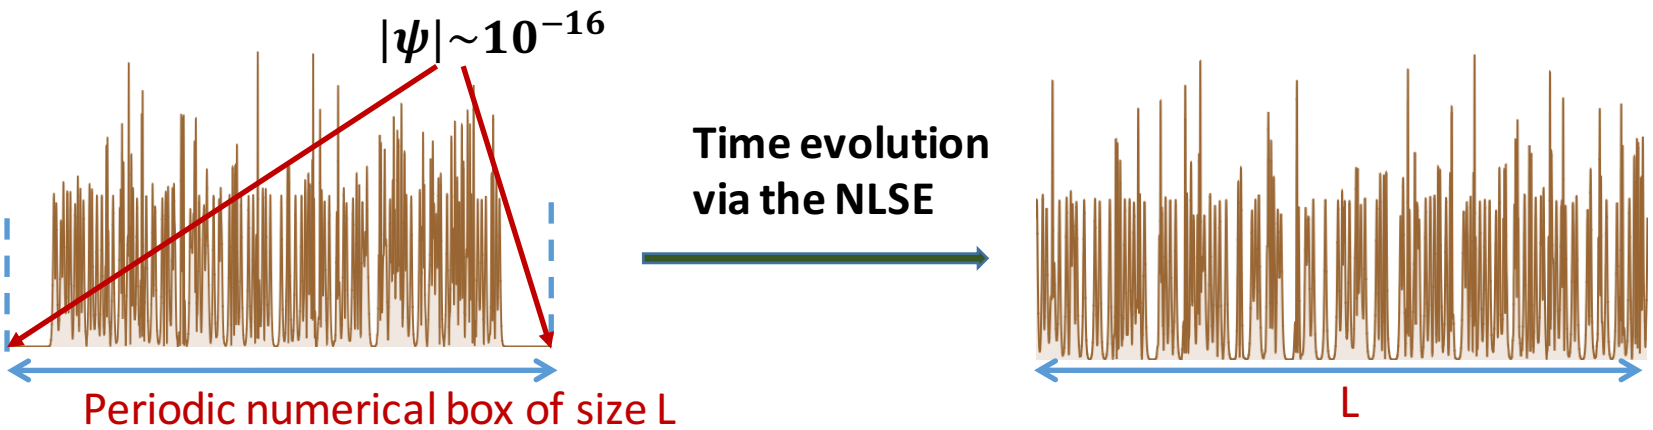 |ψ|~10⁻¹⁶
Time evolution
via the NLSE
Periodic numerical box of size L
L